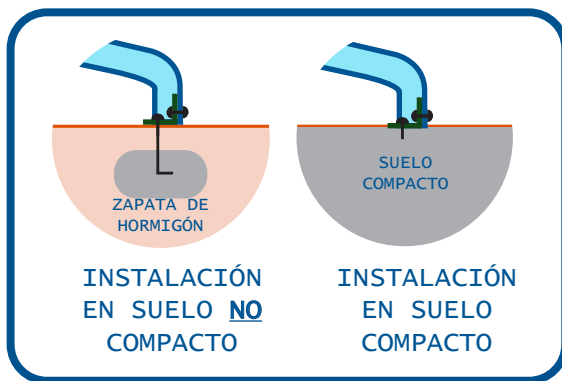 ZAPATA DE
HORMIGÓN
SUELO
COMPACTO
INSTALACIÓN
EN SUELO NO
COMPACTO
INSTALACIÓN
EN SUELO
COMPACTO